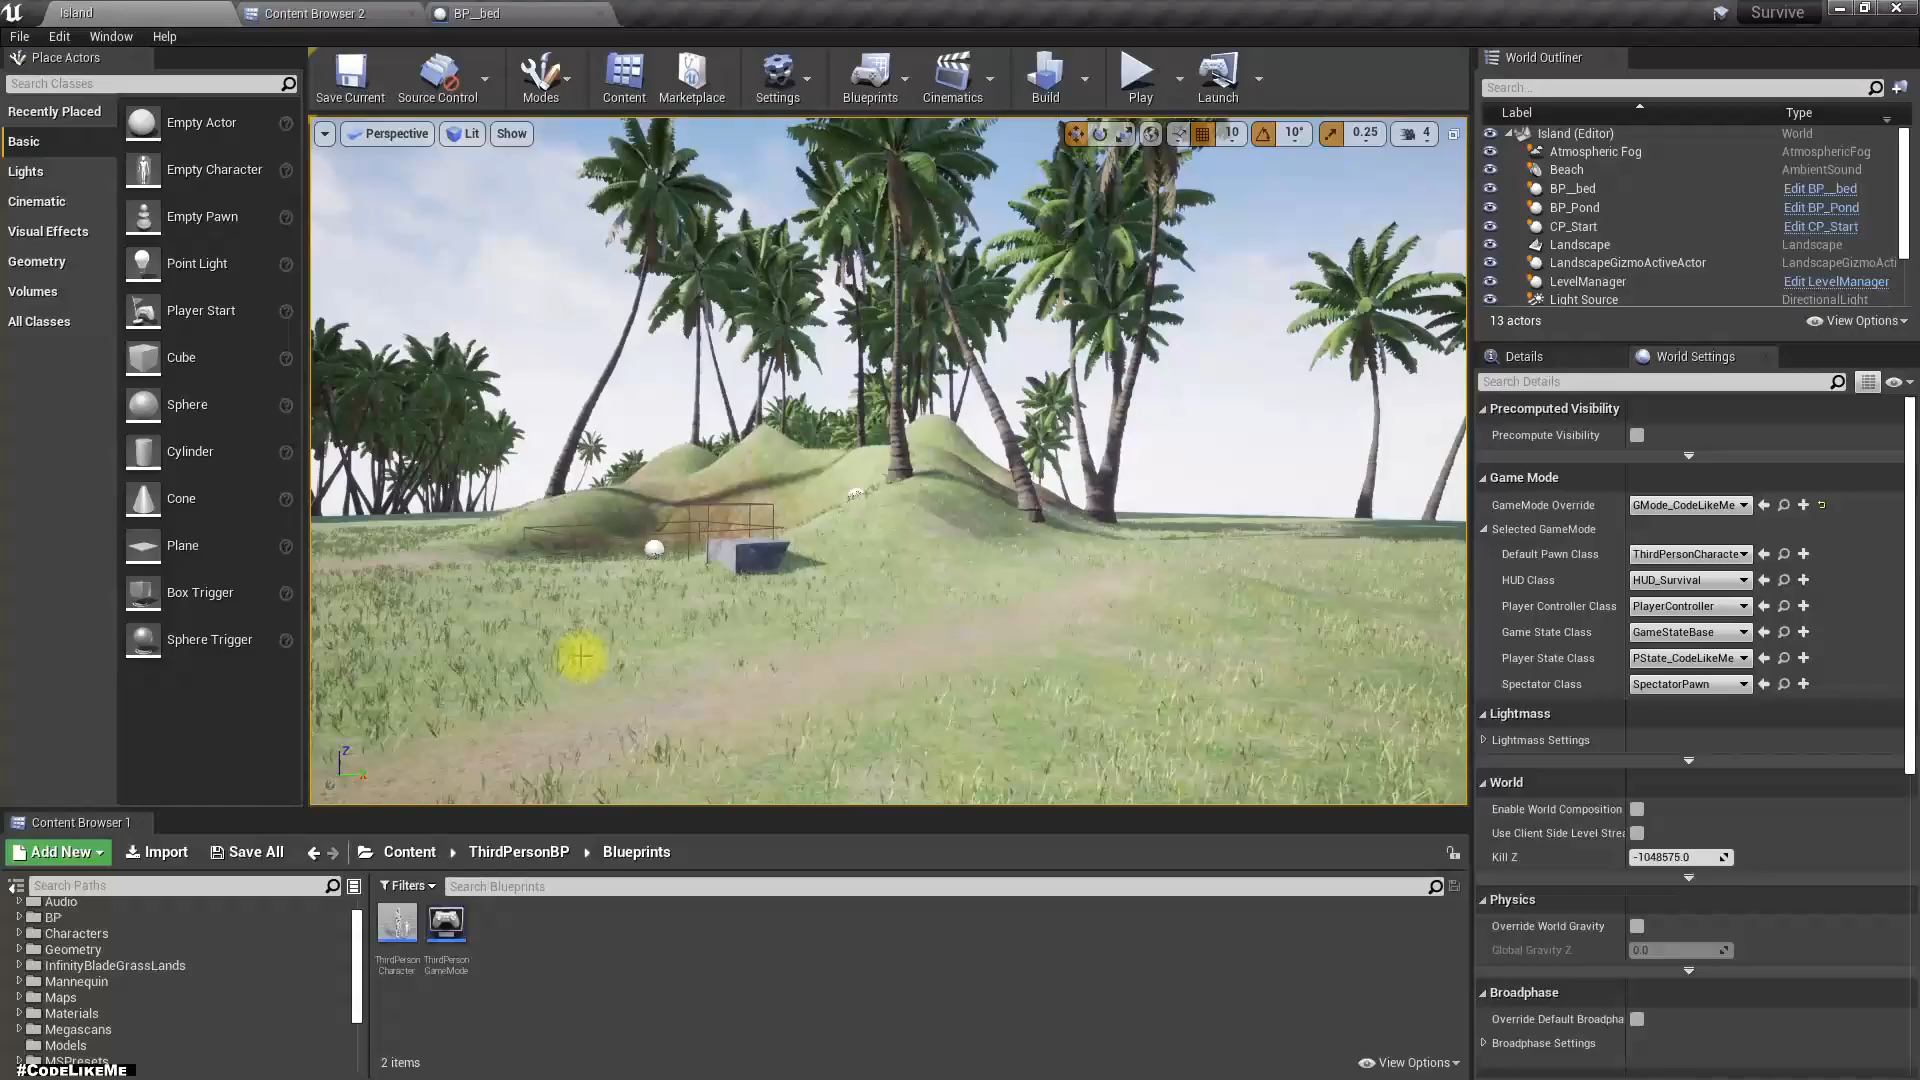 Island
Content Browser 2
BP__bed
Survive
File Edit Window Help
Place Actors
Search Classes
Recently Placed
Basic
Lights
Cinematic
Visual Effects
Geometry
Volumes
All Classes
Empty Actor
Empty Character
Empty Pawn
Point Light
Player Start
Cube
Sphere
Cylinder
Cone
Plane
Box Trigger
Sphere Trigger
Save Current
Source Control
Modes
Content
Marketplace
Settings
Blueprints
Cinematics
Build
Play
Launch
Perspective
Lit
Show
10
10°
0.25
4
Z
World Outliner
Search...
Label Type
Island (Editor) World
Atmospheric Fog AtmosphericFog
Beach AmbientSound
BP__bed Edit BP__bed
BP_Pond Edit BP_Pond
CP_Start Edit CP_Start
Landscape Landscape
LandscapeGizmoActiveActor LandscapeGizmoActi
LevelManager Edit LevelManager
Light Source DirectionalLight
13 actors
View Options
Details
World Settings
Search Details
Precomputed Visibility
Precompute Visibility
Game Mode
GameMode Override GMode_CodeLikeMe
Selected GameMode
Default Pawn Class ThirdPersonCharacte
HUD Class HUD_Survival
Player Controller Class PlayerController
Game State Class GameStateBase
Player State Class PState_CodeLikeMe
Spectator Class SpectatorPawn
Lightmass
Lightmass Settings
World
Enable World Composition
Use Client Side Level Strea
Kill Z -1048575.0
Physics
Override World Gravity
Global Gravity Z 0.0
Broadphase
Override Default Broadpha
Broadphase Settings
Content Browser 1
Add New
Import
Save All
Content
ThirdPersonBP
Blueprints
Search Paths
Filters
Search Blueprints
Audio
BP
Characters
Geometry
InfinityBladeGrassLands
Mannequin
Maps
Materials
Megascans
Models
MSPresets
ThirdPerson
Character
ThirdPerson
GameMode
2 items
View Options
#CodeLikeMe